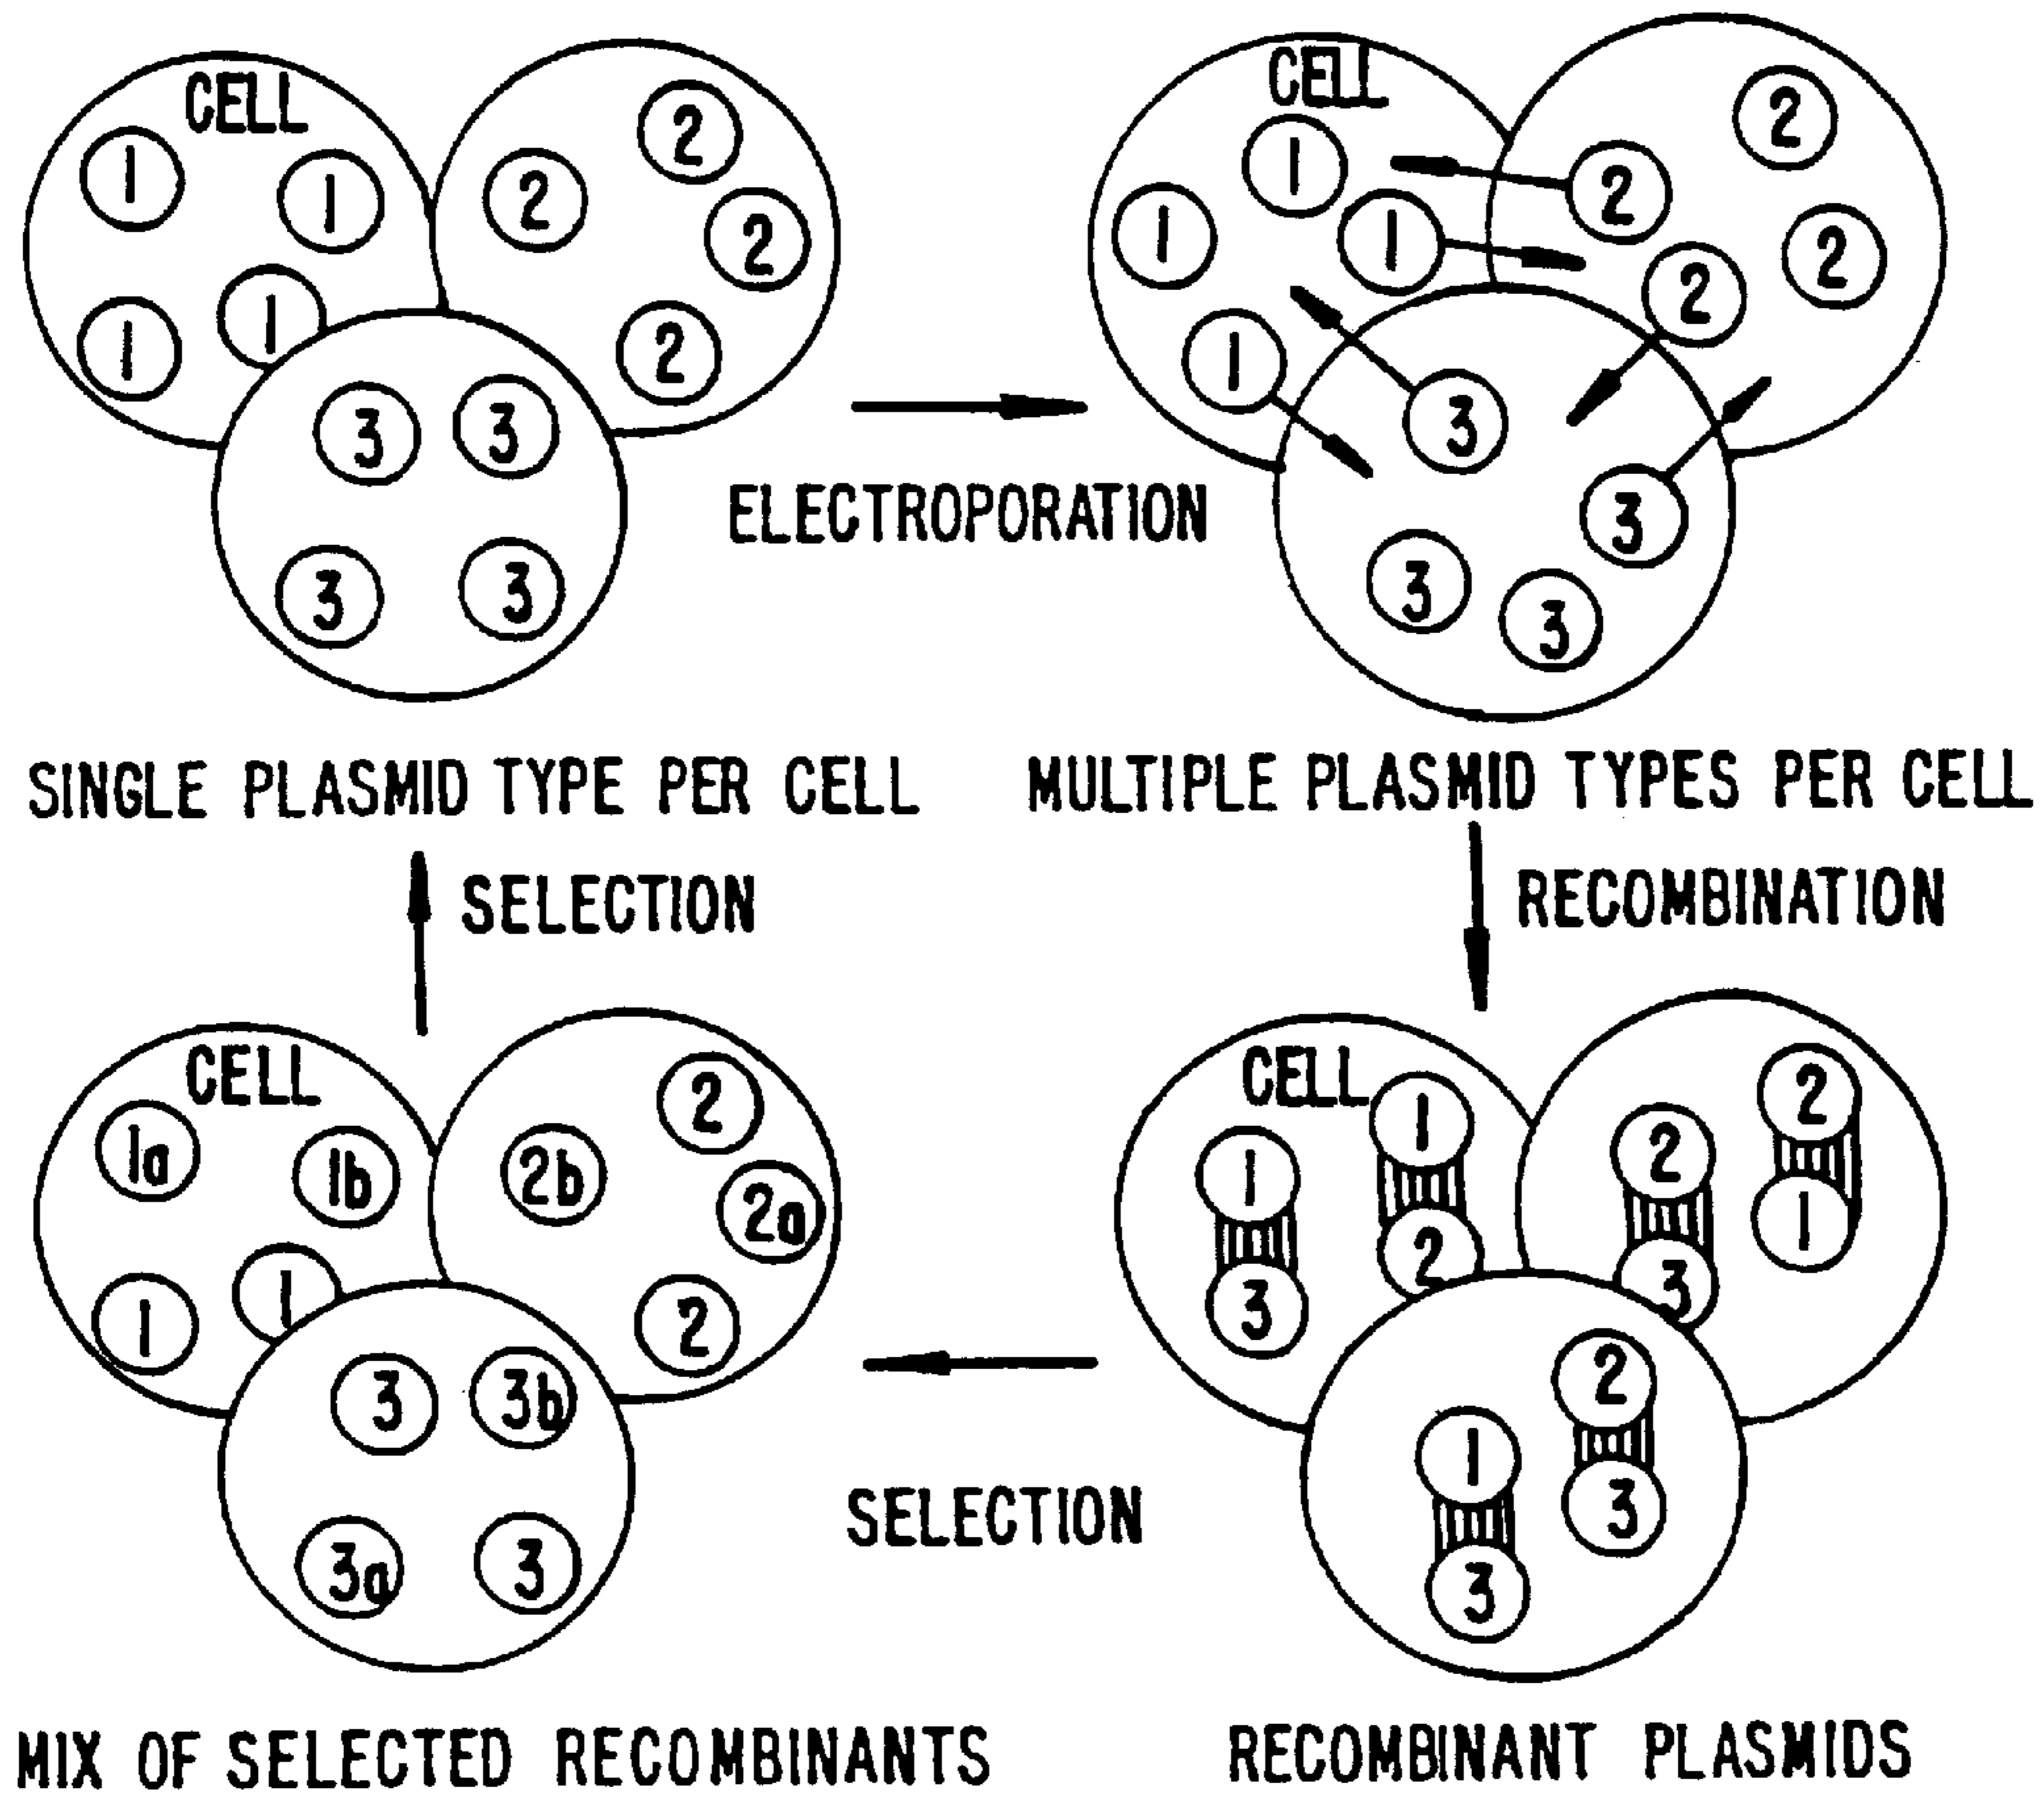 CELL
1
1
1
1
2
2
2
2
3
3
3
3
SINGLE PLASMID TYPE PER CELL
ELECTROPORATION
CELL
1
1
1
1
2
2
2
2
3
3
3
3
MULTIPLE PLASMID TYPES PER CELL
RECOMBINATION
CELL
1
3
1
2
2
3
2
1
1
3
2
3
RECOMBINANT PLASMIDS
SELECTION
CELL
1a
1b
1
1
2
2b
2a
2
3
3b
3a
3
MIX OF SELECTED RECOMBINANTS
SELECTION